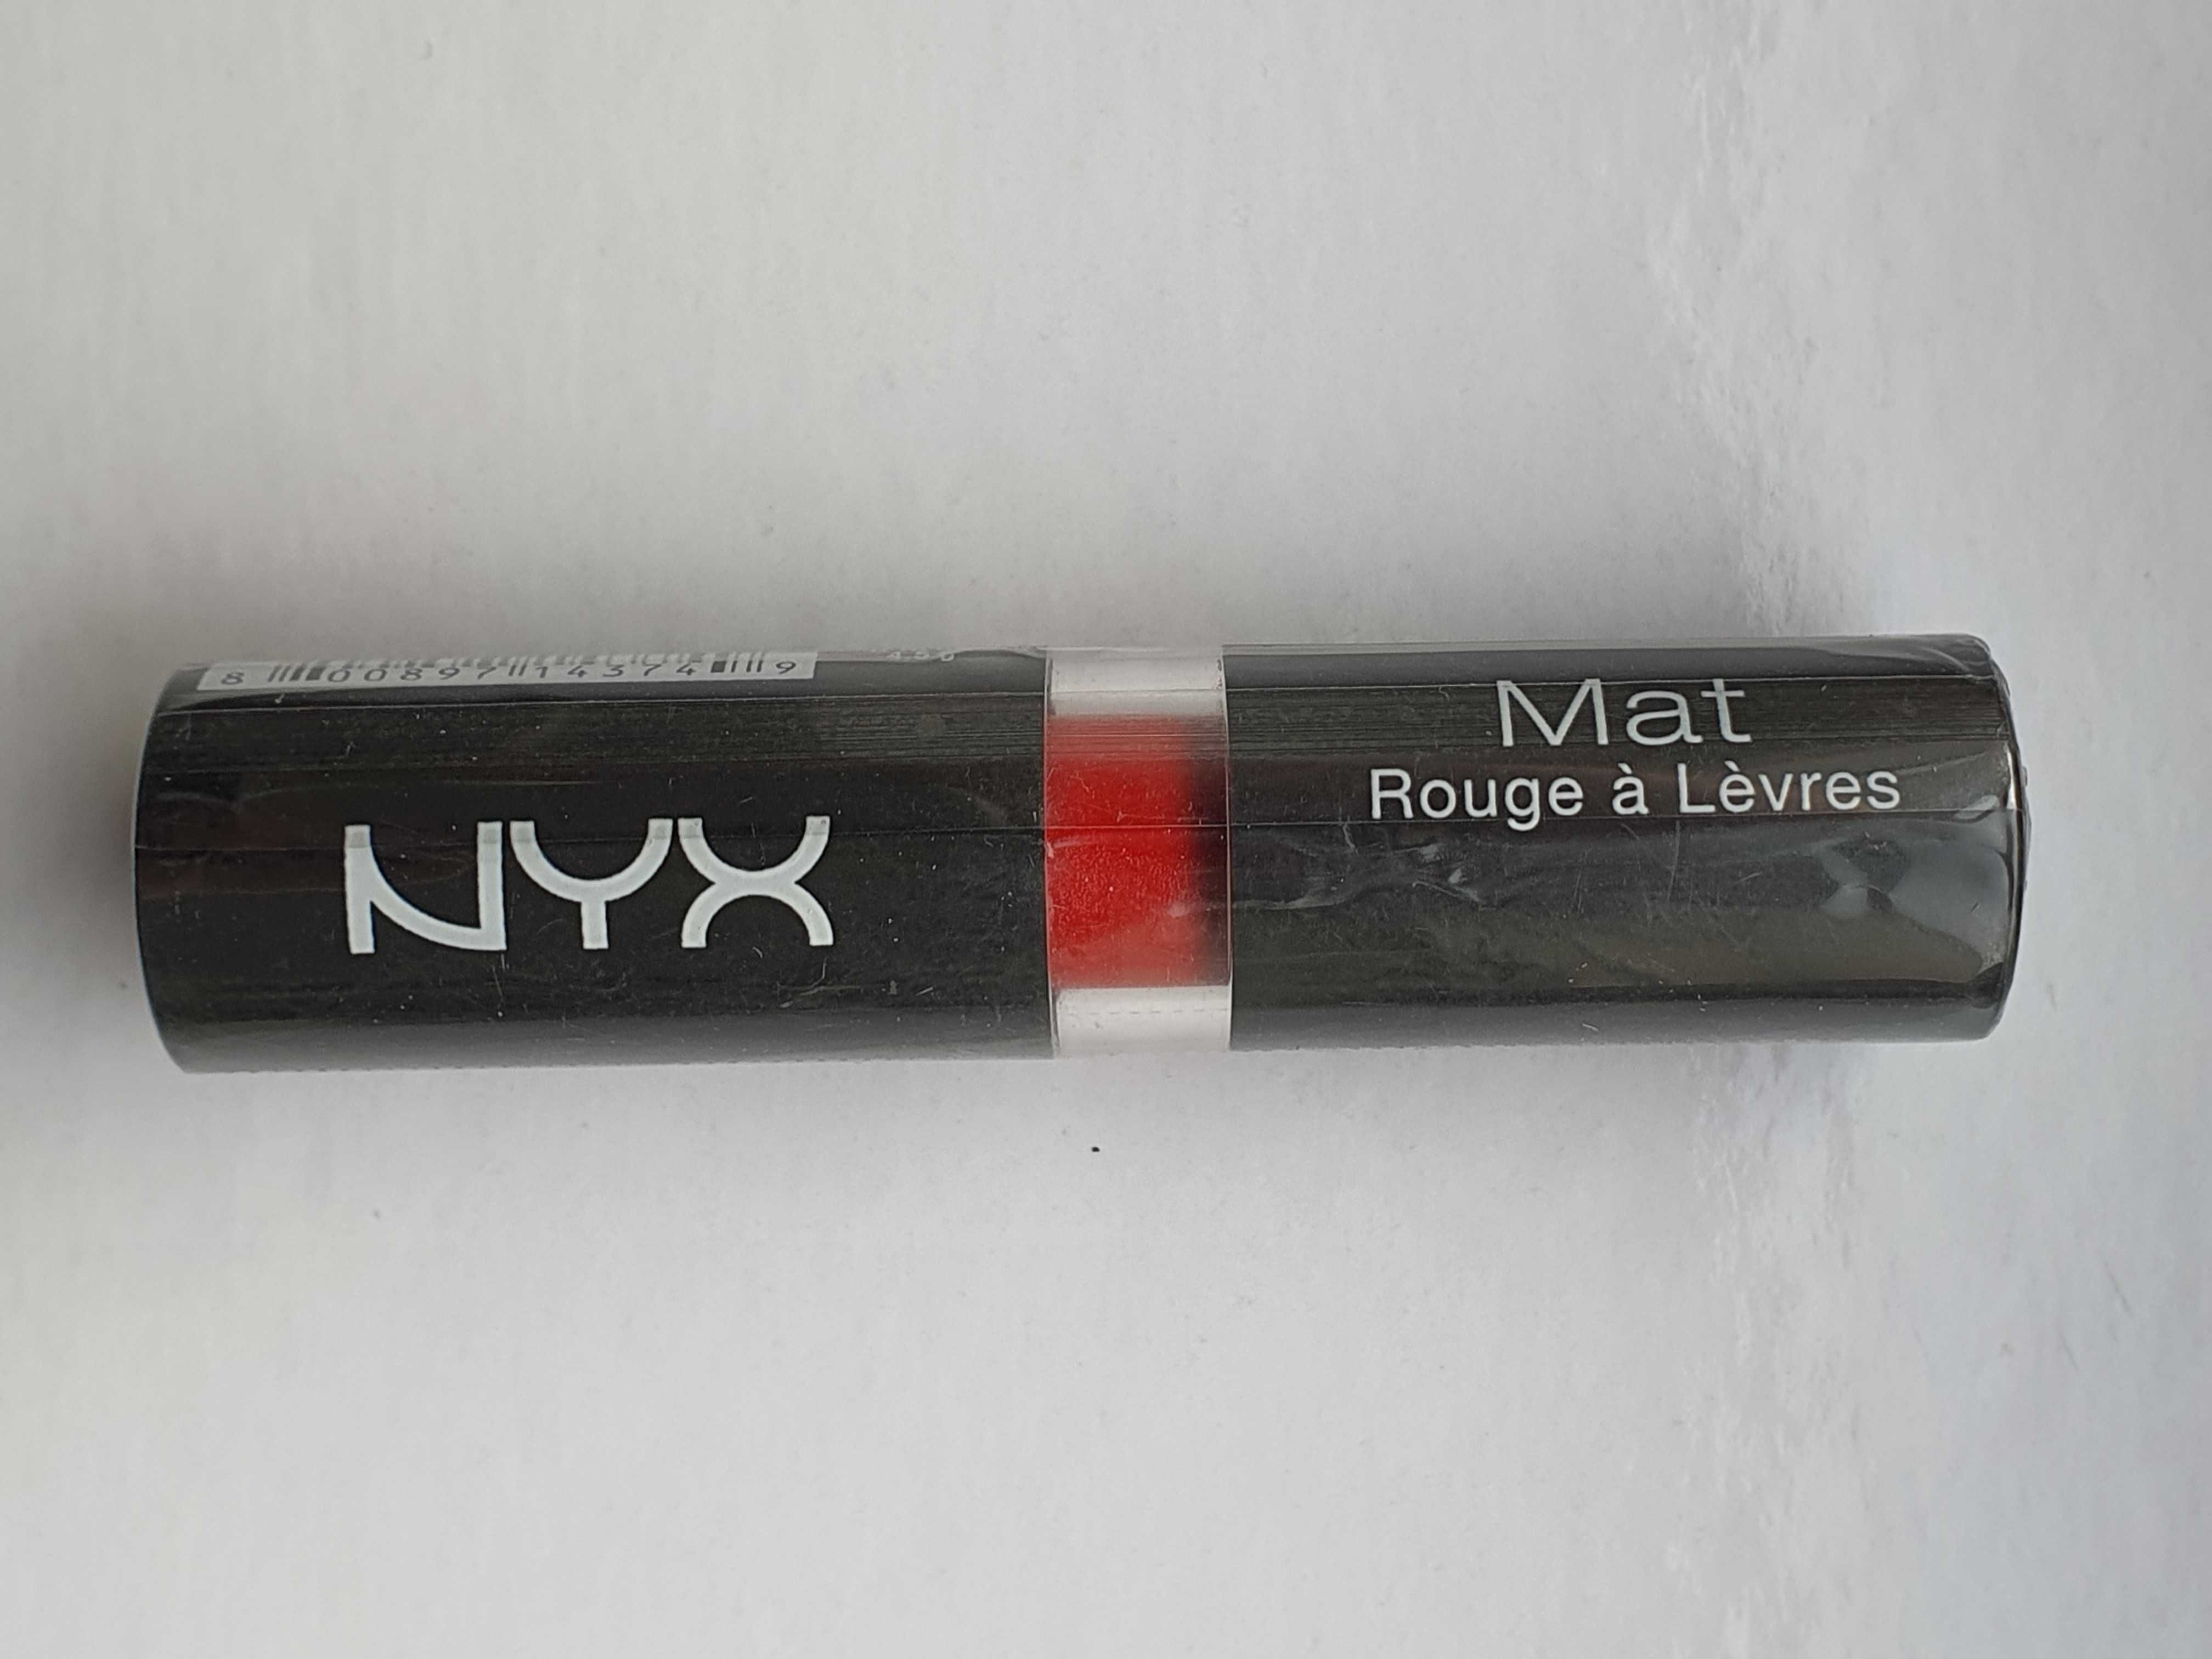 8 00897 14374 9
NYX
Mat
Rouge à Lèvres